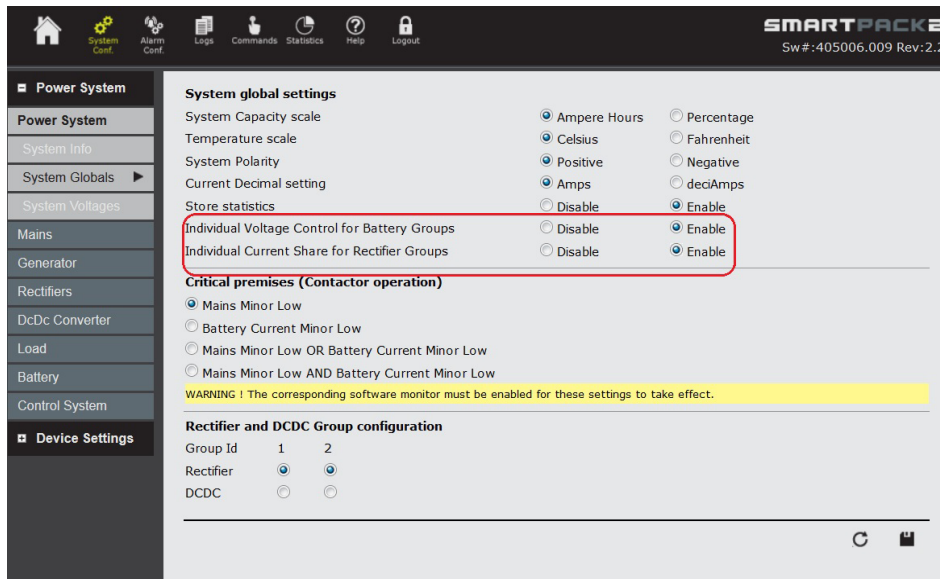 System Conf.
Alarm Conf.
Logs
Commands
Statistics
Help
Logout
SMARTPACK
Sw#:405006.009 Rev:2.
Power System
Power System
System Info
System Globals
System Voltages
Mains
Generator
Rectifiers
DcDc Converter
Load
Battery
Control System
Device Settings
System global settings
System Capacity scale Ampere Hours Percentage
Temperature scale Celsius Fahrenheit
System Polarity Positive Negative
Current Decimal setting Amps deciAmps
Store statistics Disable Enable
Individual Voltage Control for Battery Groups Disable Enable
Individual Current Share for Rectifier Groups Disable Enable
Critical premises (Contactor operation)
Mains Minor Low
Battery Current Minor Low
Mains Minor Low OR Battery Current Minor Low
Mains Minor Low AND Battery Current Minor Low
WARNING ! The corresponding software monitor must be enabled for these settings to take effect.
Rectifier and DCDC Group configuration
Group Id 1 2
Rectifier
DCDC